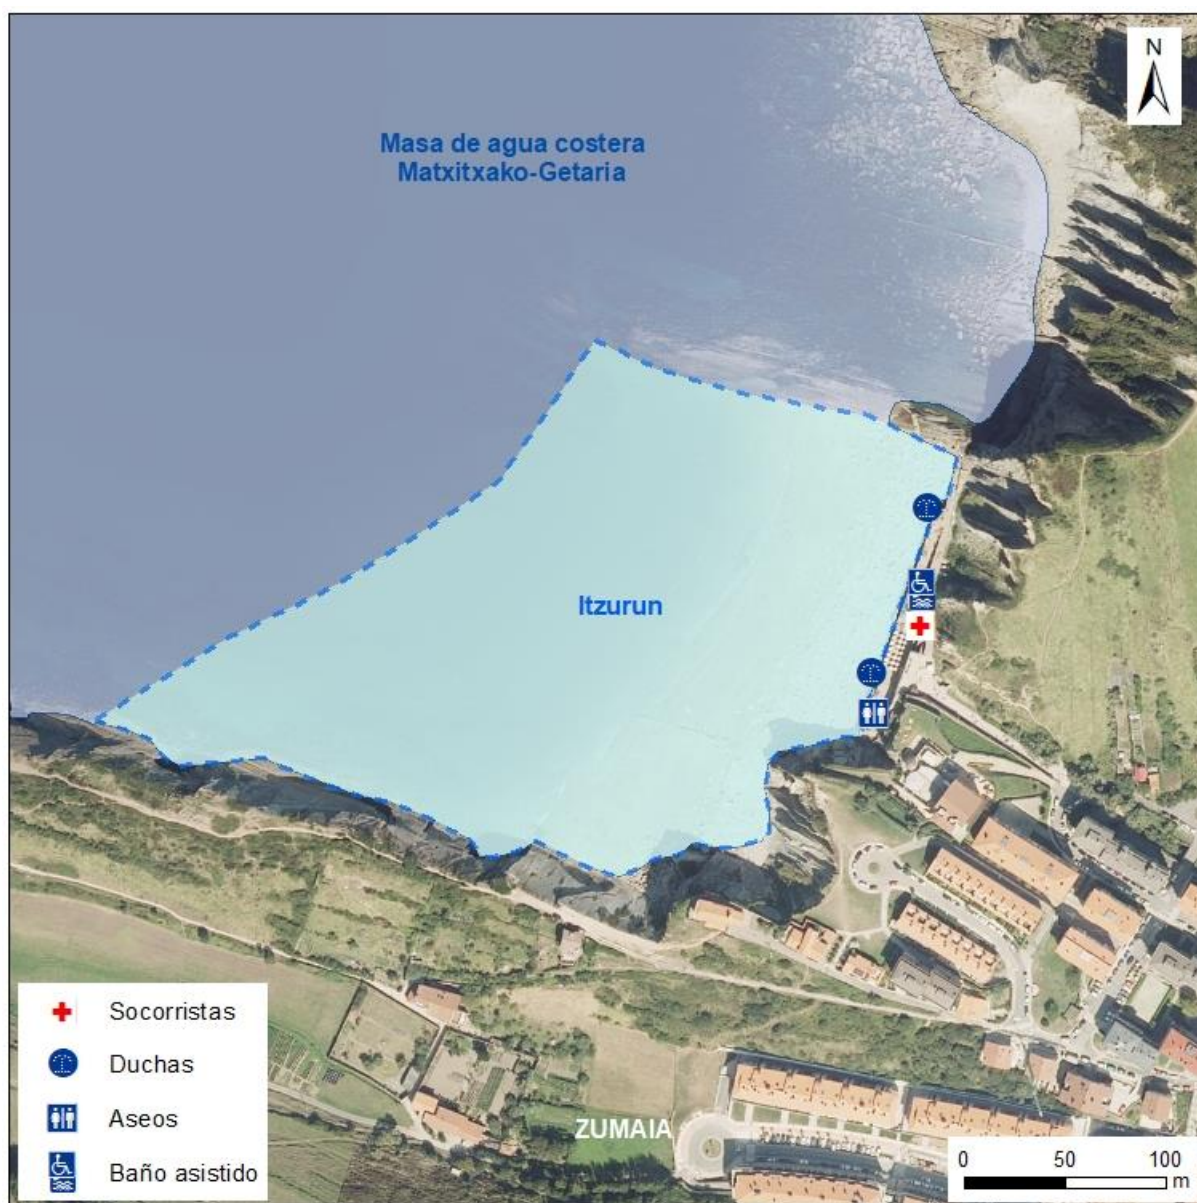 N
Masa de agua costera
Matxitxako-Getaria
Itzurun
Socorristas
Duchas
Aseos
Baño asistido
ZUMAIA
0 50 100
m